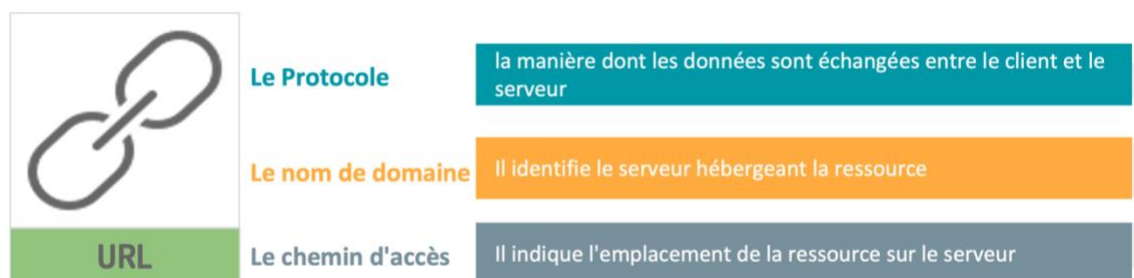 Le Protocole
la manière dont les données sont échangées entre le client et le
serveur
Le nom de domaine
Il identifie le serveur hébergeant la ressource
URL
Le chemin d'accès
Il indique l'emplacement de la ressource sur le serveur